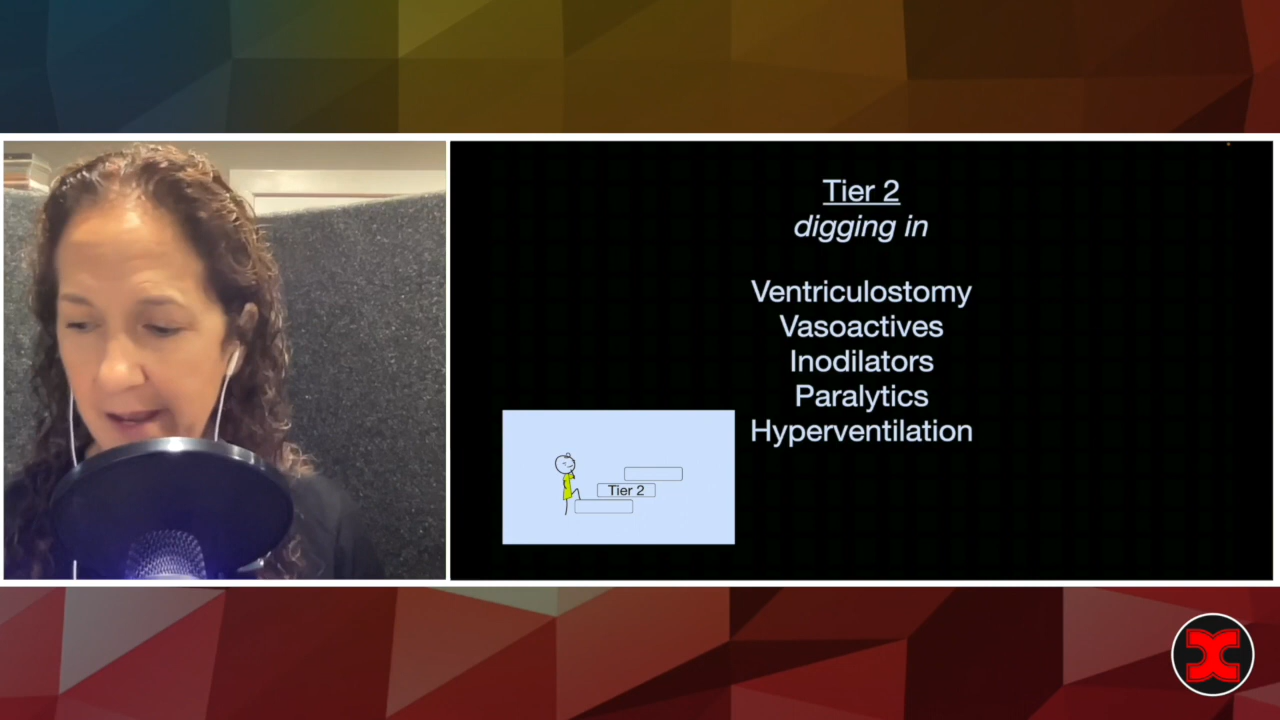 Tier 2
digging in
Ventriculostomy
Vasoactives
Inodilators
Paralytics
Hyperventilation
Tier 2